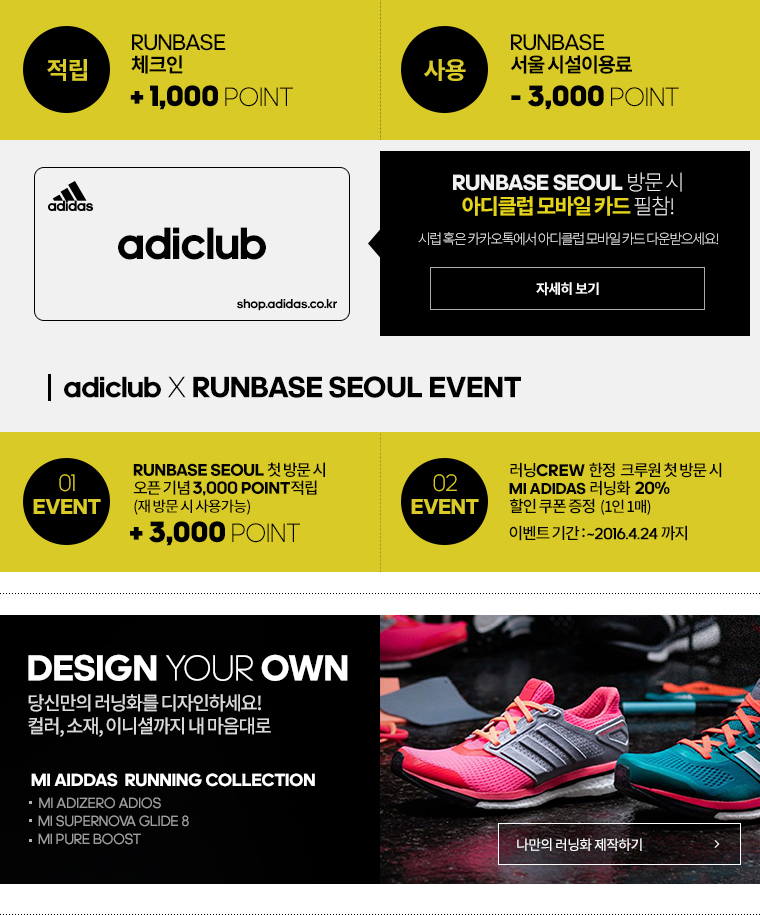 적립
RUNBASE
체크인
+ 1,000 POINT
사용
RUNBASE
서울 시설이용료
- 3,000 POINT
adidas
adiclub
shop.adidas.co.kr
RUNBASE SEOUL 방문 시
아디클럽 모바일 카드 필참!
시럽 혹은 카카오톡에서 아디클럽 모바일 카드 다운받으세요!
자세히 보기
adiclub X RUNBASE SEOUL EVENT
01
EVENT
RUNBASE SEOUL 첫 방문 시
오픈 기념 3,000 POINT적립
(재 방문 시 사용가능)
+ 3,000 POINT
02
EVENT
러닝CREW 한정 크루원 첫 방문 시
MI ADIDAS 러닝화 20%
할인 쿠폰 증정 (1인 1매)
이벤트 기간 : ~2016.4.24 까지
DESIGN YOUR OWN
당신만의 러닝화를 디자인하세요!
컬러, 소재, 이니셜까지 내 마음대로
MI AIDDAS RUNNING COLLECTION
▪ MI ADIZERO ADIOS
▪ MI SUPERNOVA GLIDE 8
▪ MI PURE BOOST
나만의 러닝화 제작하기 >